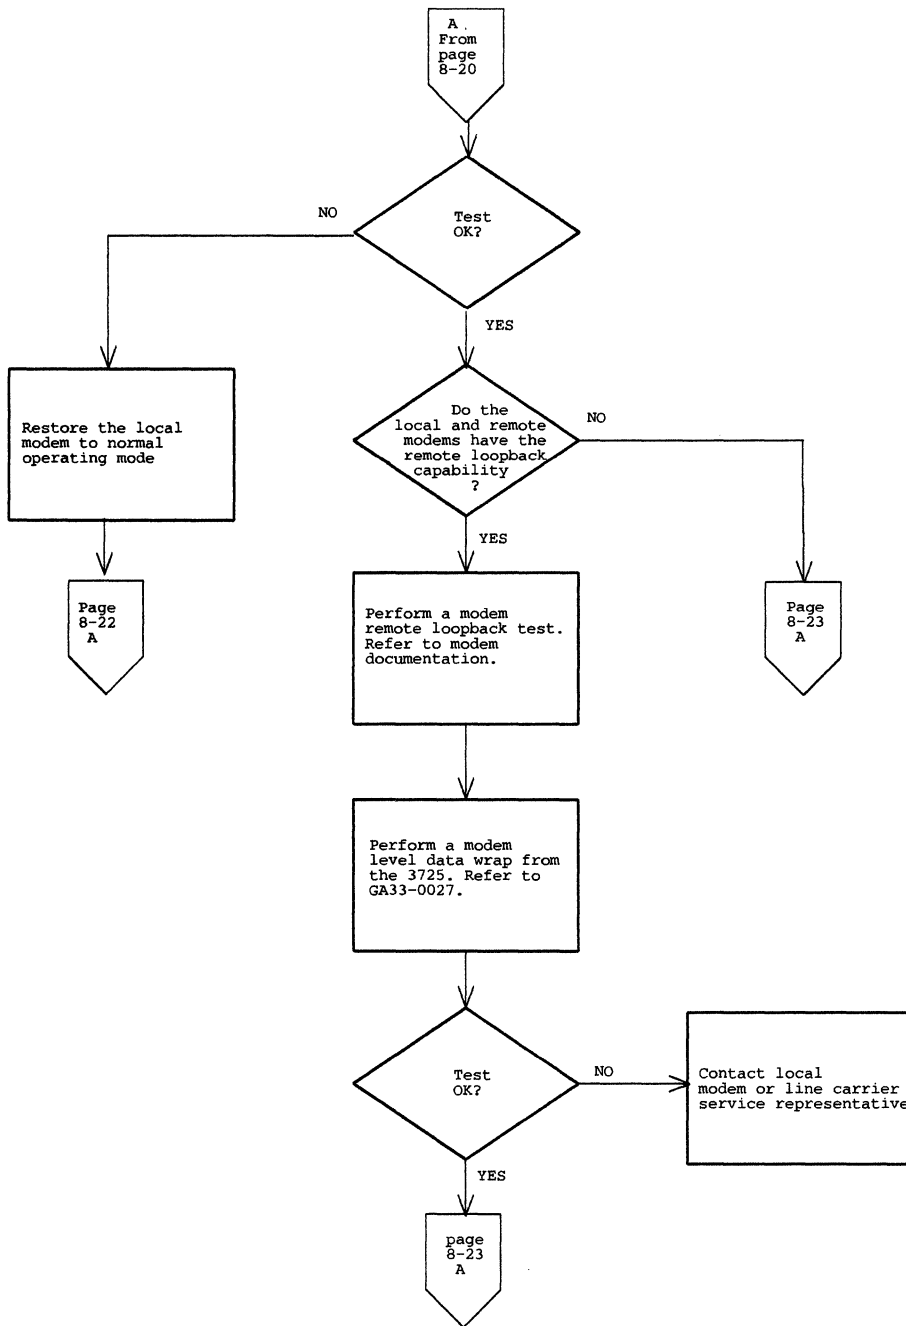 A .
From
page
8-20
Test
OK?
NO
YES
Restore the local
modem to normal
operating mode
Do the
local and remote
modems have the
remote loopback
capability
?
NO
YES
Page
8-22
A
Perform a modem
remote loopback test.
Refer to modem
documentation.
Page
8-23
A
Perform a modem
level data wrap from
the 3725. Refer to
GA33-0027.
Test
OK?
NO
Contact local
modem or line carrier
service representative
YES
page
8-23
A